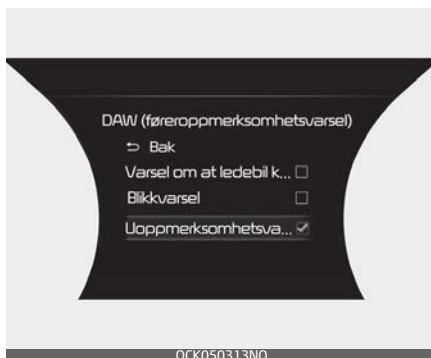 DAW (føreroppmerksomhetsvarsel)
Bak
Varsel om at ledebil k...
Blikkvarsel
Uoppmerksomhetsva...
OCK050313NO